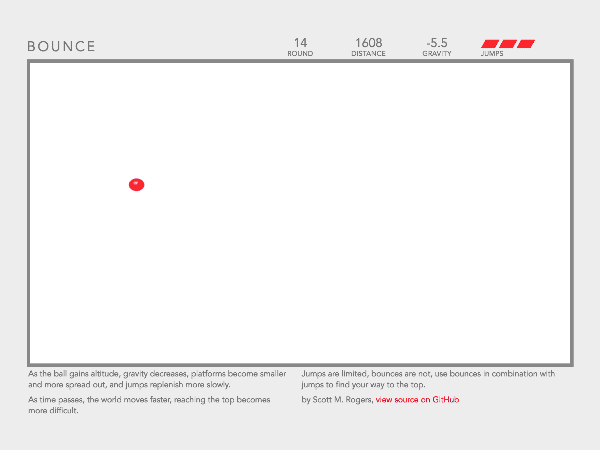 BOUNCE
14 1608 -5.5
ROUND DISTANCE GRAVITY JUMPS
As the ball gains altitude, gravity decreases, platforms become smaller
and more spread out, and jumps replenish more slowly.
As time passes, the world moves faster, reaching the top becomes
more difficult.
Jumps are limited, bounces are not, use bounces in combination with
jumps to find your way to the top.
by Scott M. Rogers, view source on GitHub